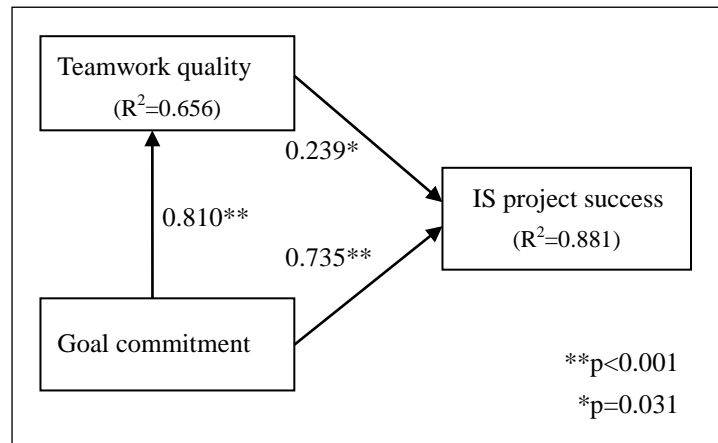 Teamwork quality
(R²=0.656)
0.239*
IS project success
(R²=0.881)
0.810**
0.735**
Goal commitment
**p<0.001
*p=0.031